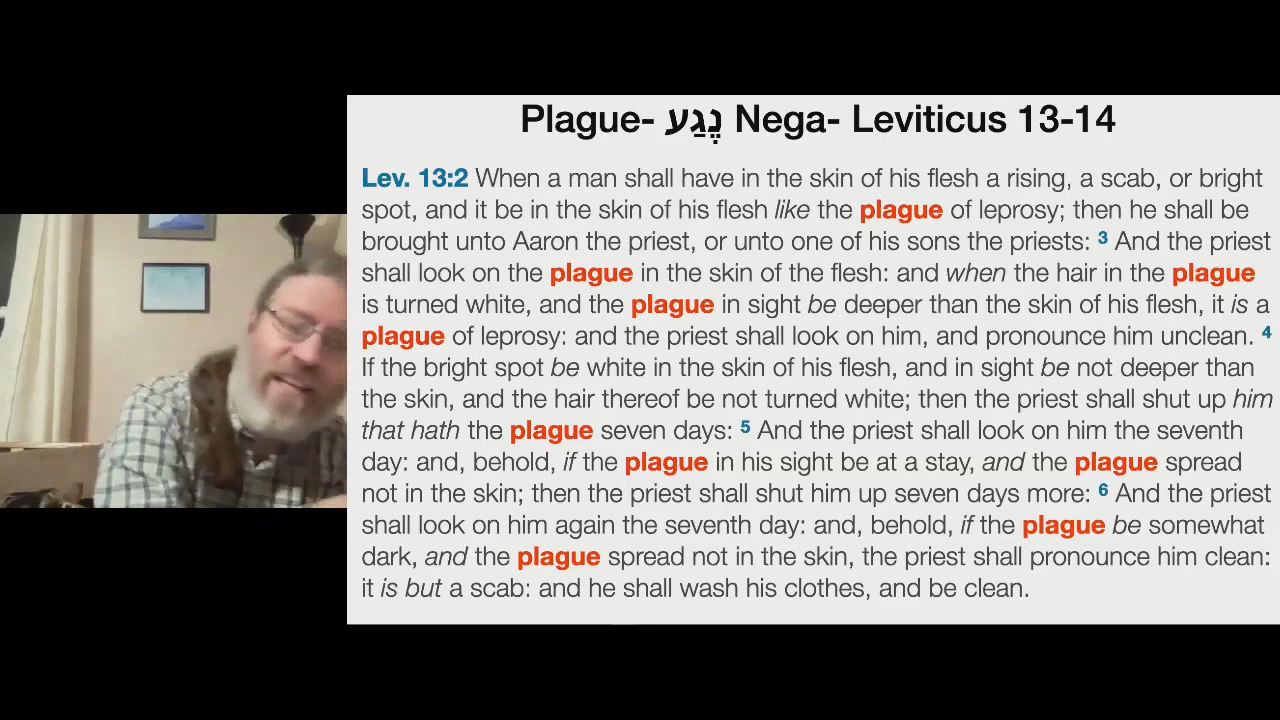 Plague- נֶגַע Nega- Leviticus 13-14
Lev. 13:2 When a man shall have in the skin of his flesh a rising, a scab, or bright
spot, and it be in the skin of his flesh like the plague of leprosy; then he shall be
brought unto Aaron the priest, or unto one of his sons the priests: 3 And the priest
shall look on the plague in the skin of the flesh: and when the hair in the plague
is turned white, and the plague in sight be deeper than the skin of his flesh, it is a
plague of leprosy: and the priest shall look on him, and pronounce him unclean. 4
If the bright spot be white in the skin of his flesh, and in sight be not deeper than
the skin, and the hair thereof be not turned white; then the priest shall shut up him
that hath the plague seven days: 5 And the priest shall look on him the seventh
day: and, behold, if the plague in his sight be at a stay, and the plague spread
not in the skin; then the priest shall shut him up seven days more: 6 And the priest
shall look on him again the seventh day: and, behold, if the plague be somewhat
dark, and the plague spread not in the skin, the priest shall pronounce him clean:
it is but a scab: and he shall wash his clothes, and be clean.